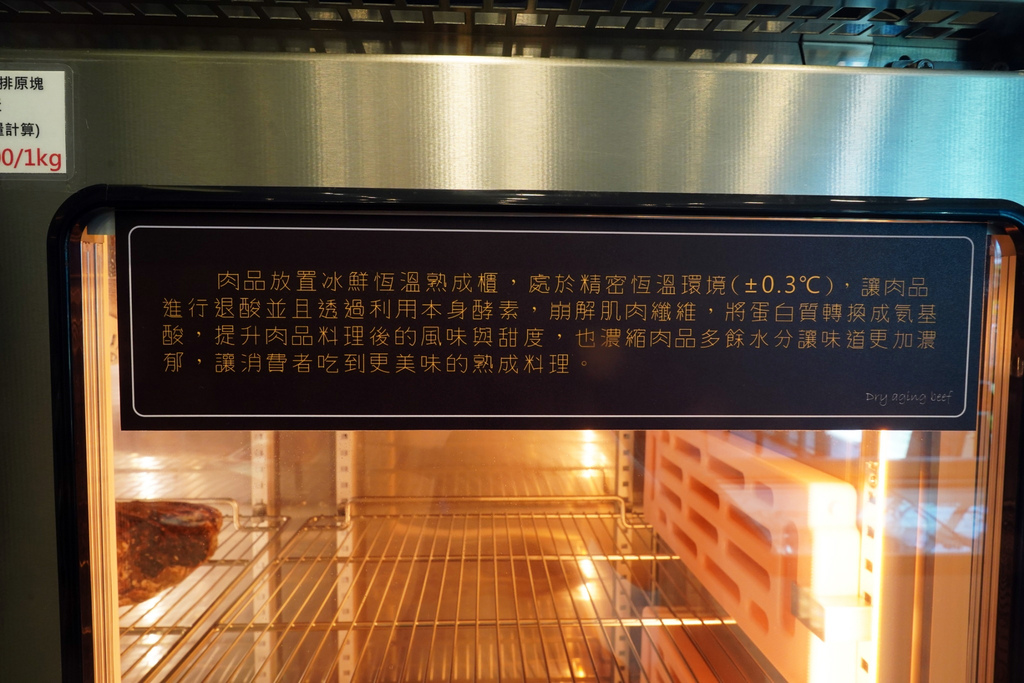 排原塊
計算)
0/1kg
肉品放置冰鮮恆溫熟成櫃，處於精密恆溫環境(±0.3℃)，讓肉品
進行退酸並且透過利用本身酵素，崩解肌肉纖維，將蛋白質轉換成氨基
酸，提升肉品料理後的風味與甜度，也濃縮肉品多餘水分讓味道更加濃
郁，讓消費者吃到更美味的熟成料理。
Dry aging beef